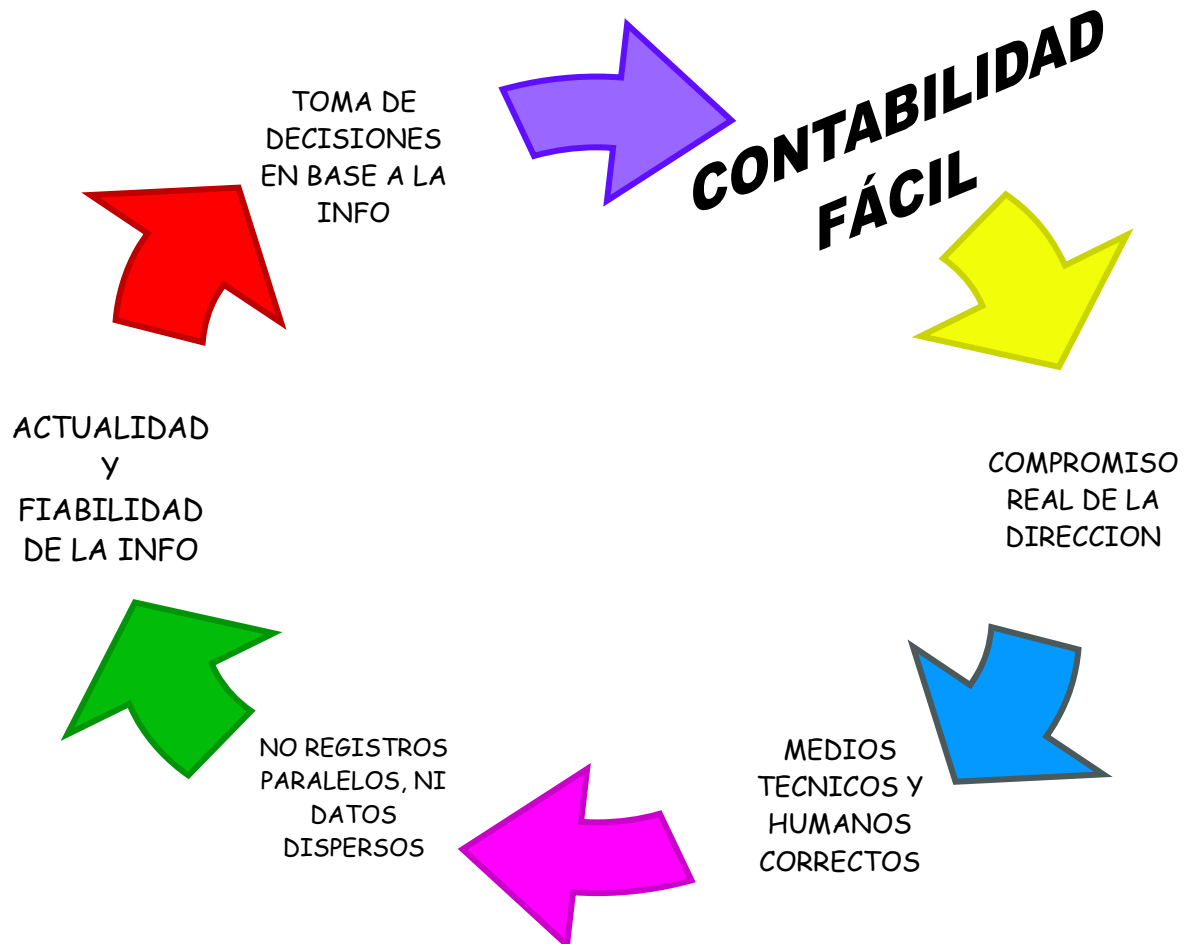 CONTABILIDAD
FÁCIL
COMPROMISO
REAL DE LA
DIRECCION
MEDIOS
TECNICOS Y
HUMANOS
CORRECTOS
NO REGISTROS
PARALELOS, NI
DATOS
DISPERSOS
ACTUALIDAD
Y
FIABILIDAD
DE LA INFO
TOMA DE
DECISIONES
EN BASE A LA
INFO